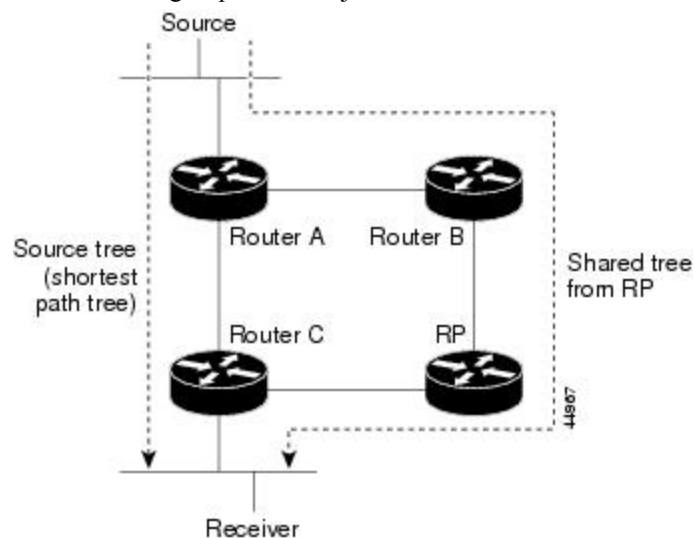 Source
Router A
Router B
Source tree
(shortest
path tree)
Shared tree
from RP
Router C
RP
44967
Receiver